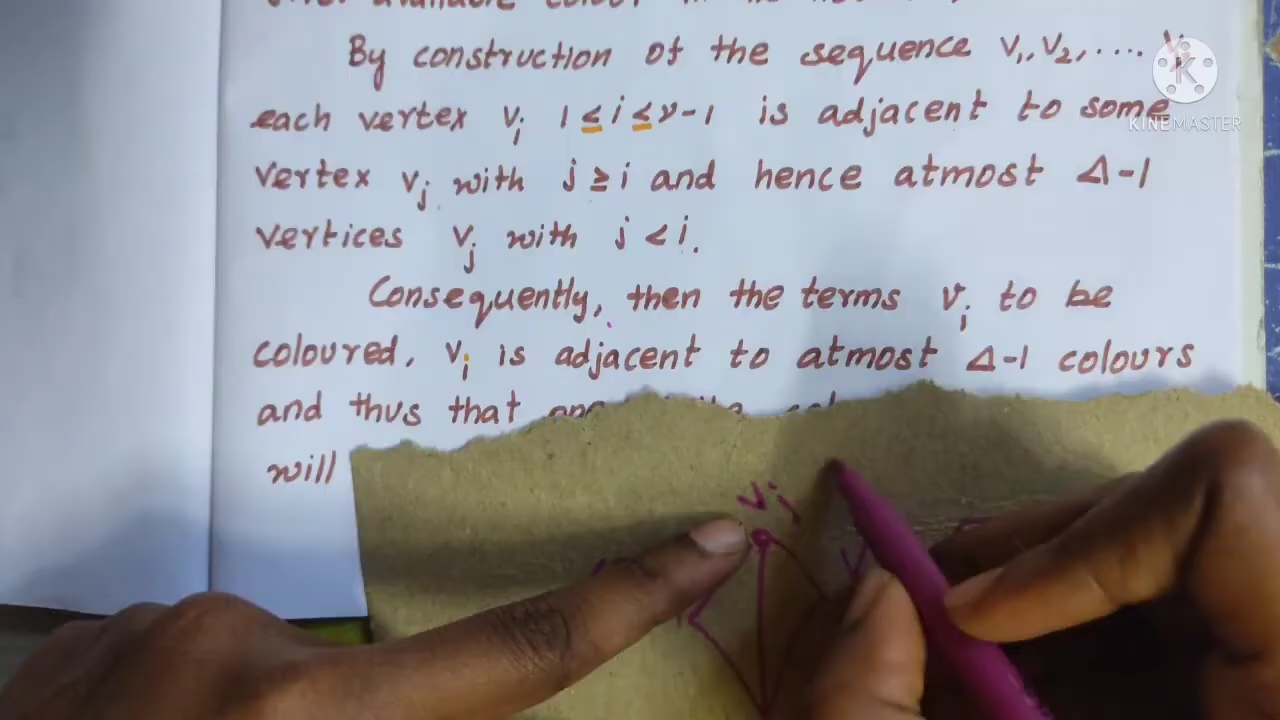 By construction of the sequence v₁, v₂, .... v
each vertex vᵢ 1 ≤ i ≤ ν-1 is adjacent to some
KINEMASTER
vertex vⱼ with j ≥ i and hence atmost Δ-1
vertices vⱼ with j < i.
Consequently, then the terms vᵢ to be
coloured, vᵢ is adjacent to atmost Δ-1 colours
and thus that
will
vⱼ